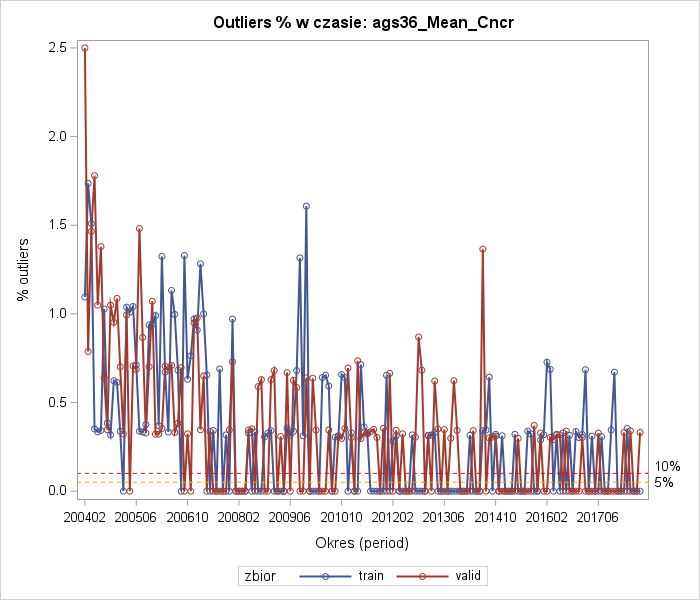 Outliers % w czasie: ags36_Mean_Cncr
% outliers
2.5
2.0
1.5
1.0
0.5
0.0
10%
5%
200402 200506 200610 200802 200906 201010 201202 201306 201410 201602 201706
Okres (period)
zbior train valid